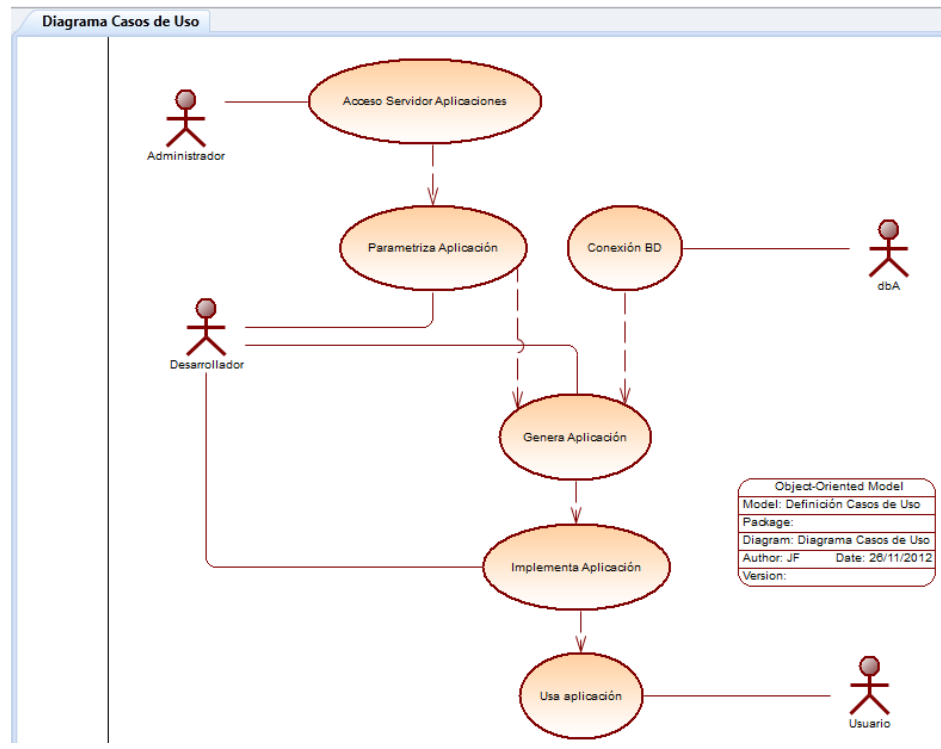 Diagrama Casos de Uso
Acceso Servidor Aplicaciones
Administrador
Parametriza Aplicación
Conexión BD
dbA
Desarrollador
Genera Aplicación
Object-Oriented Model
Model: Definición Casos de Uso
Package:
Diagram: Diagrama Casos de Uso
Author: JF Date: 26/11/2012
Version:
Implementa Aplicación
Usa aplicación
Usuario